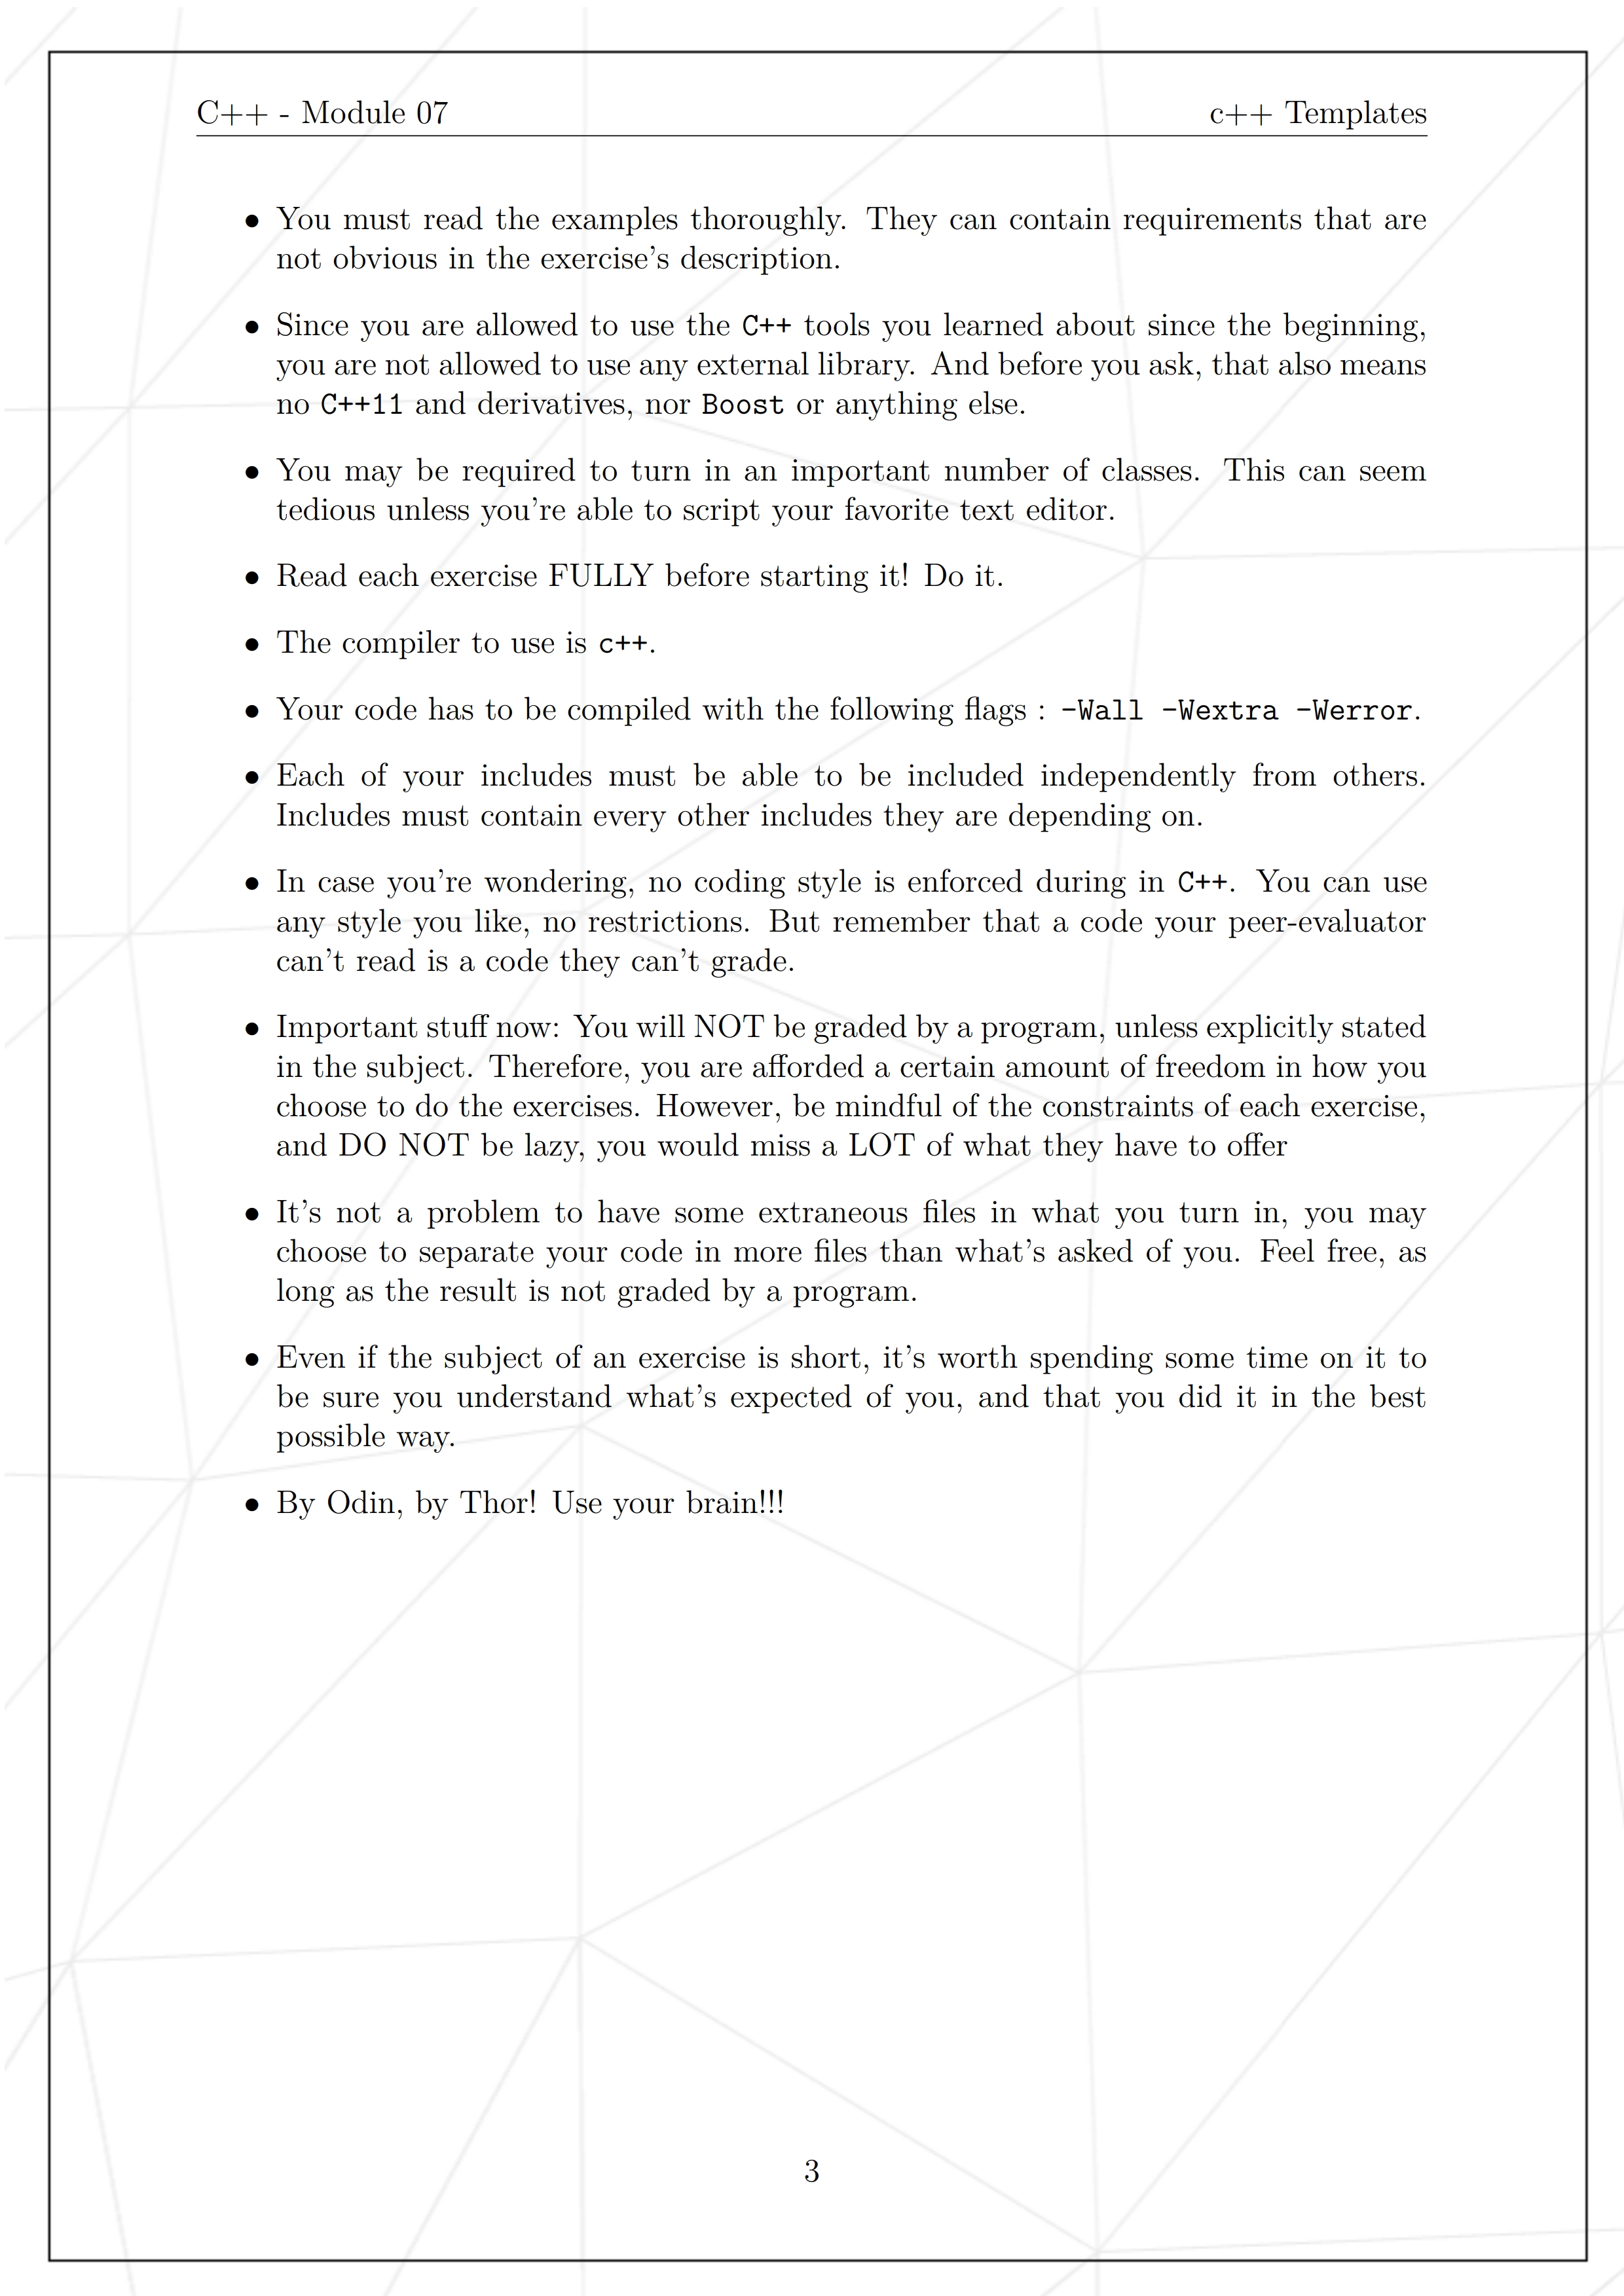 C++ - Module 07 c++ Templates
• You must read the examples thoroughly. They can contain requirements that are
not obvious in the exercise's description.
• Since you are allowed to use the C++ tools you learned about since the beginning,
you are not allowed to use any external library. And before you ask, that also means
no C++11 and derivatives, nor Boost or anything else.
• You may be required to turn in an important number of classes. This can seem
tedious unless you're able to script your favorite text editor.
• Read each exercise FULLY before starting it! Do it.
• The compiler to use is c++.
• Your code has to be compiled with the following flags : -Wall -Wextra -Werror.
• Each of your includes must be able to be included independently from others.
Includes must contain every other includes they are depending on.
• In case you're wondering, no coding style is enforced during in C++. You can use
any style you like, no restrictions. But remember that a code your peer-evaluator
can't read is a code they can't grade.
• Important stuff now: You will NOT be graded by a program, unless explicitly stated
in the subject. Therefore, you are afforded a certain amount of freedom in how you
choose to do the exercises. However, be mindful of the constraints of each exercise,
and DO NOT be lazy, you would miss a LOT of what they have to offer
• It's not a problem to have some extraneous files in what you turn in, you may
choose to separate your code in more files than what's asked of you. Feel free, as
long as the result is not graded by a program.
• Even if the subject of an exercise is short, it's worth spending some time on it to
be sure you understand what's expected of you, and that you did it in the best
possible way.
• By Odin, by Thor! Use your brain!!!
3